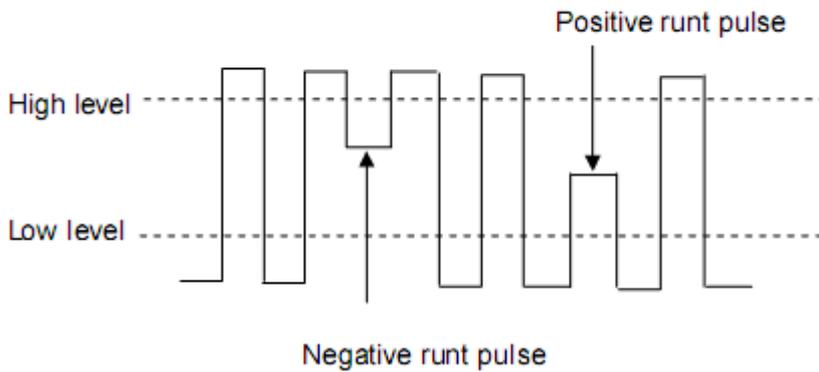 Positive runt pulse
High level
Low level
Negative runt pulse